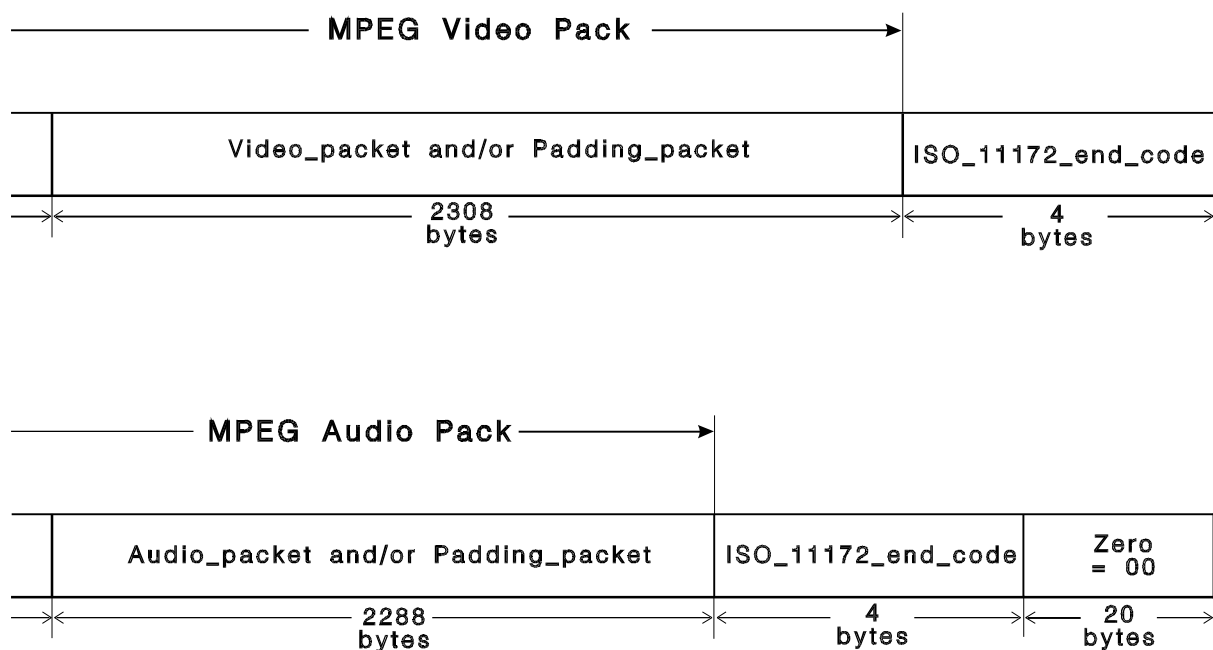 MPEG Video Pack
Video_packet and/or Padding_packet
ISO_11172_end_code
2308
bytes
4
bytes
MPEG Audio Pack
Audio_packet and/or Padding_packet
ISO_11172_end_code
Zero
= 00
2288
bytes
4
bytes
20
bytes